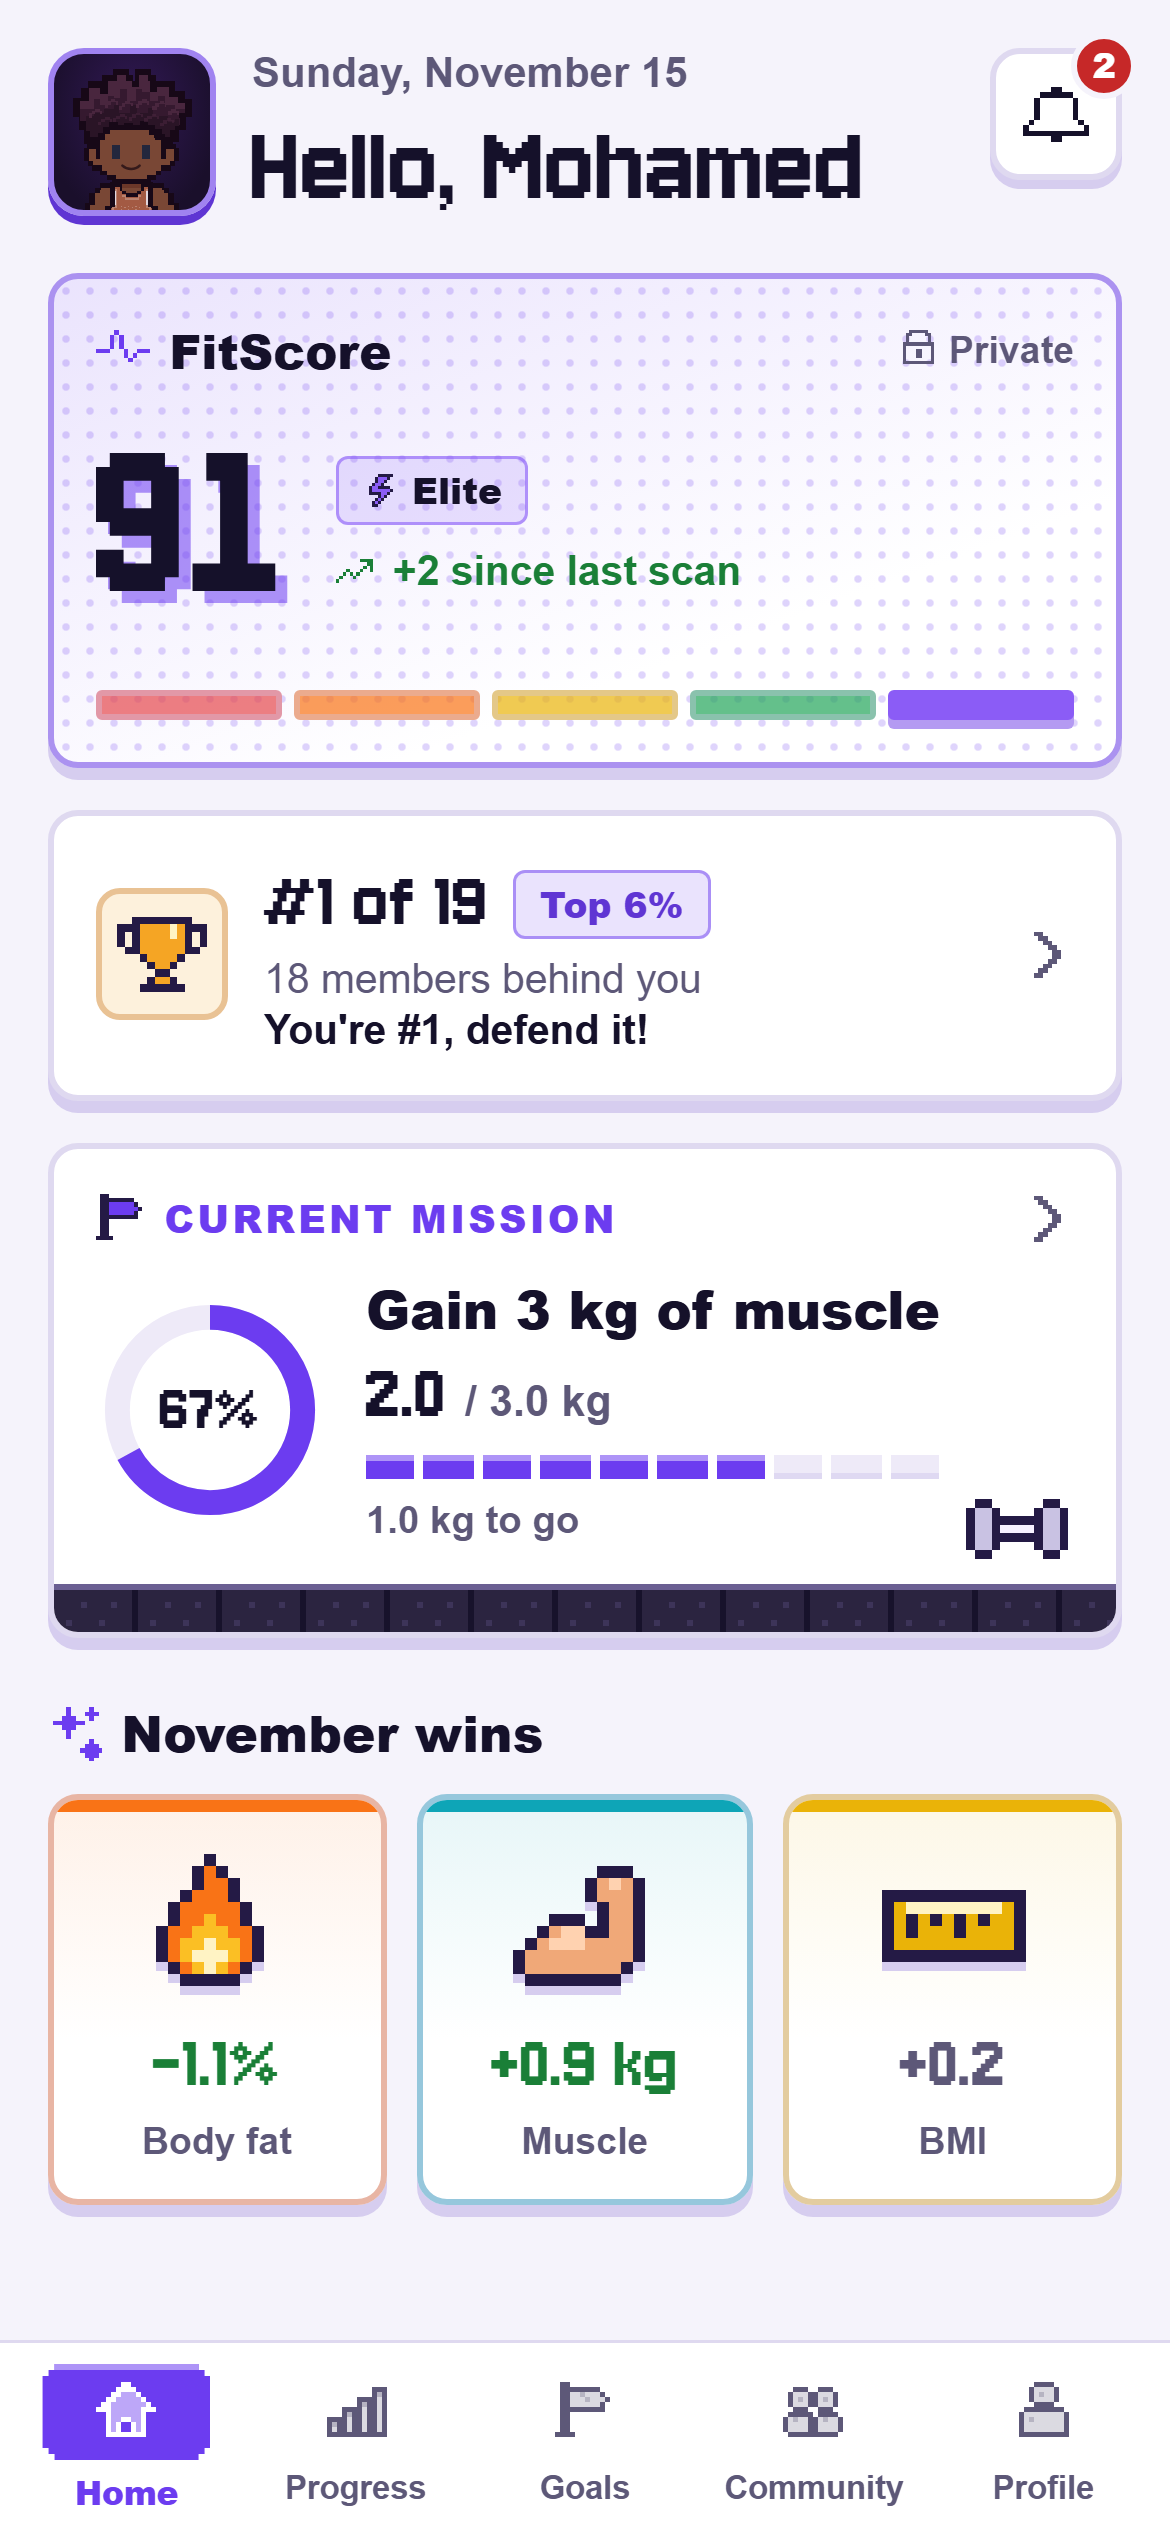 Sunday, November 15
2
Hello, Mohamed
FitScore
Private
91
Elite
+2 since last scan
#1 of 19
Top 6%
18 members behind you
You're #1, defend it!
CURRENT MISSION
Gain 3 kg of muscle
67%
2.0 / 3.0 kg
1.0 kg to go
November wins
-1.1%
Body fat
+0.9 kg
Muscle
+0.2
BMI
Home
Progress
Goals
Community
Profile